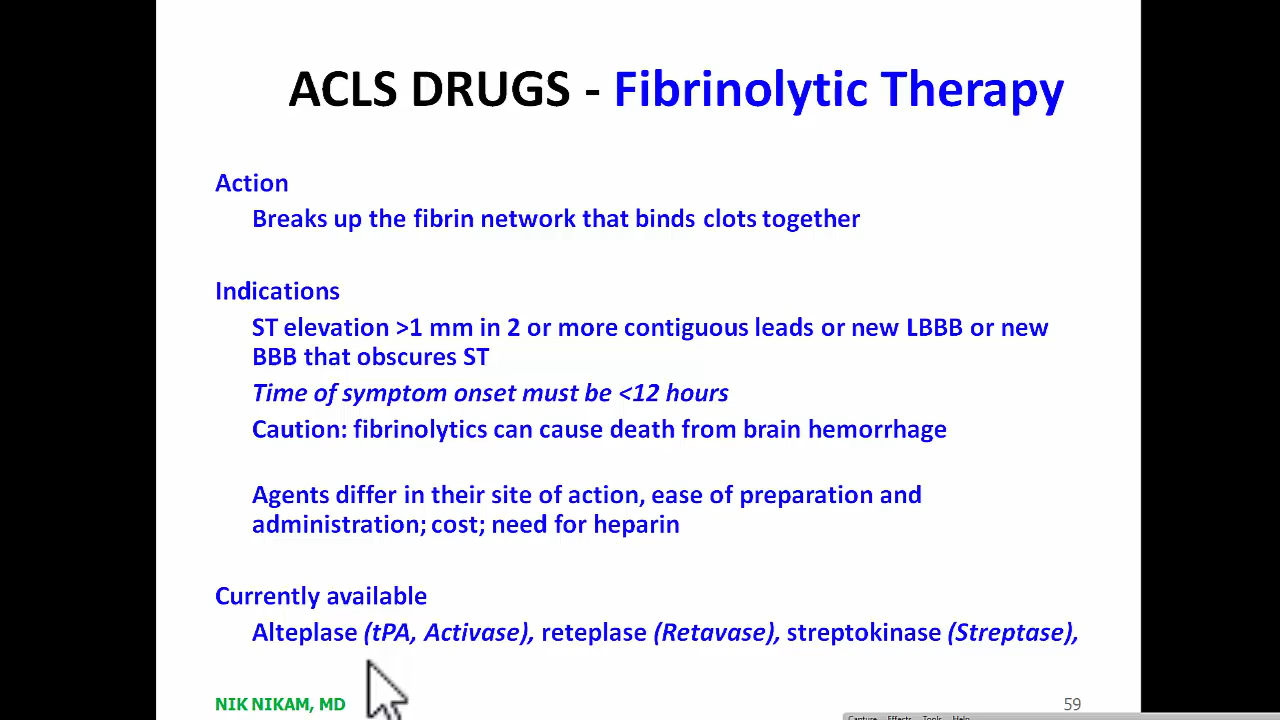 ACLS DRUGS - Fibrinolytic Therapy
Action
Breaks up the fibrin network that binds clots together
Indications
ST elevation >1 mm in 2 or more contiguous leads or new LBBB or new
BBB that obscures ST
Time of symptom onset must be <12 hours
Caution: fibrinolytics can cause death from brain hemorrhage
Agents differ in their site of action, ease of preparation and
administration; cost; need for heparin
Currently available
Alteplase (tPA, Activase), reteplase (Retavase), streptokinase (Streptase),
NIK NIKAM, MD
59
Capture Effects Tools Help